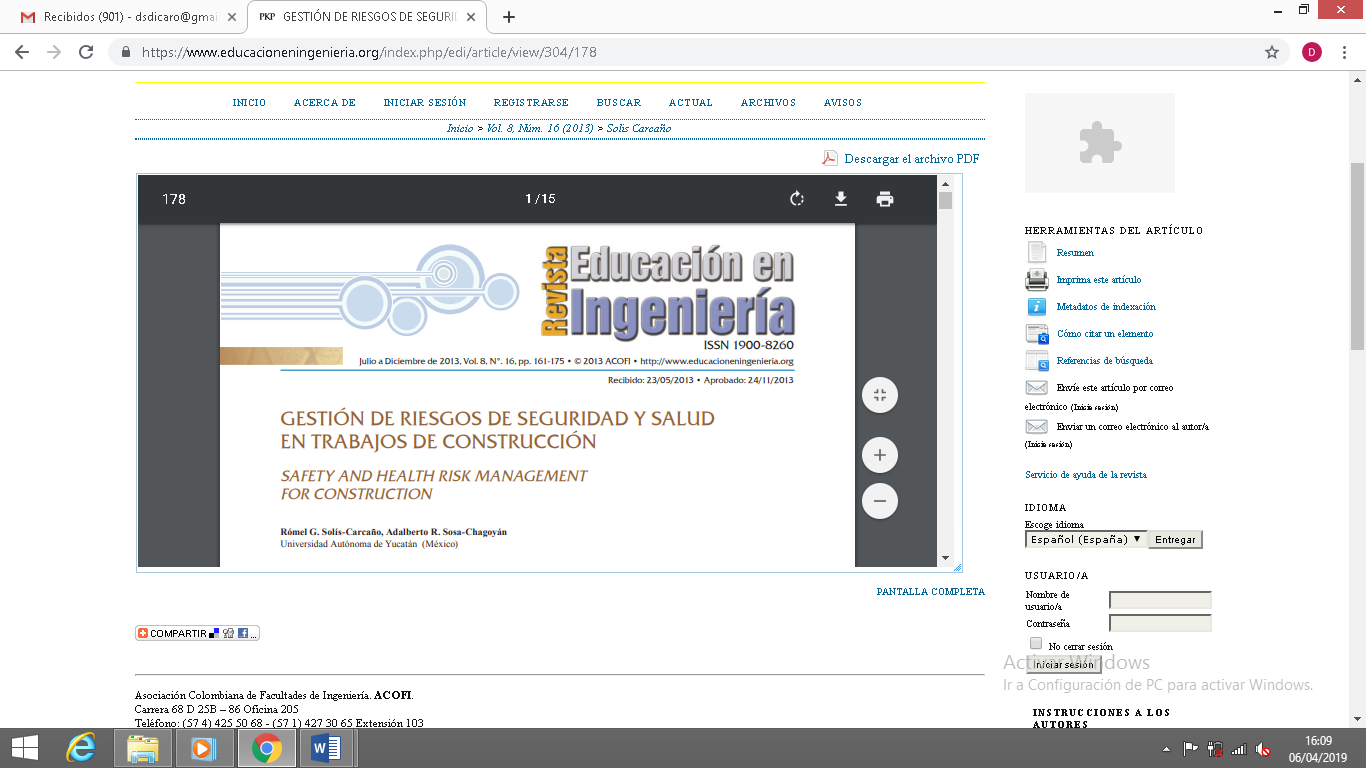 Recibidos (901) - dsdicaro@gmai
PKP GESTIÓN DE RIESGOS DE SEGURID
https://www.educacioneningenieria.org/index.php/edi/article/view/304/178
D
INICIO ACERCA DE INICIAR SESIÓN REGISTRARSE BUSCAR ACTUAL ARCHIVOS AVISOS
Inicio > Vol. 8, Núm. 16 (2013) > Solís Carcaño
Descargar el archivo PDF
178 1 / 15
Revista Educación en
Ingeniería
ISSN 1900-8260
Julio a Diciembre de 2013, Vol. 8, N°. 16, pp. 161-175 • © 2013 ACOFI • http://www.educacioneningenieria.org
Recibido: 23/05/2013 • Aprobado: 24/11/2013
GESTIÓN DE RIESGOS DE SEGURIDAD Y SALUD
EN TRABAJOS DE CONSTRUCCIÓN
SAFETY AND HEALTH RISK MANAGEMENT
FOR CONSTRUCTION
Rómel G. Solís-Carcaño, Adalberto R. Sosa-Chagoyán
Universidad Autónoma de Yucatán (México)
PANTALLA COMPLETA
COMPARTIR ...
Asociación Colombiana de Facultades de Ingeniería. ACOFI.
Carrera 68 D 25B – 86 Oficina 205
Teléfono: (57 4) 425 50 68 - (57 1) 427 30 65 Extensión 103
HERRAMIENTAS DEL ARTÍCULO
Resumen
Imprima este artículo
Metadatos de indexación
Cómo citar un elemento
Referencias de búsqueda
Envíe este artículo por correo
electrónico (Inicie sesión)
Enviar un correo electrónico al autor/a
(Inicie sesión)
Servicio de ayuda de la revista
IDIOMA
Escoge idioma
Español (España) Entregar
USUARIO/A
Nombre de
usuario/a
Contraseña
No cerrar sesión
Iniciar sesión
Activar Windows
Ir a Configuración de PC para activar Windows.
INSTRUCCIONES A LOS
AUTORES
16:09
06/04/2019